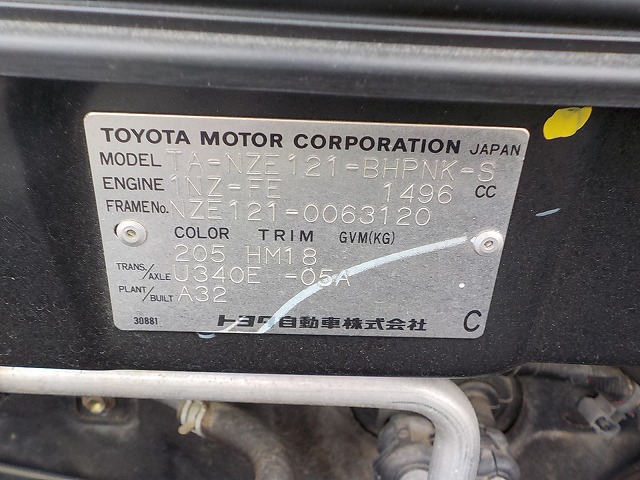 TOYOTA MOTOR CORPORATION JAPAN
MODEL TA-NZE121-BHPNK-S
ENGINE 1NZ-FE 1496 CC
FRAME No. NZE121-0063120
COLOR TRIM GVM(KG)
205 HM18
TRANS./AXLE U340E -05A
PLANT/BUILT A32
30881 トヨタ自動車株式会社 C